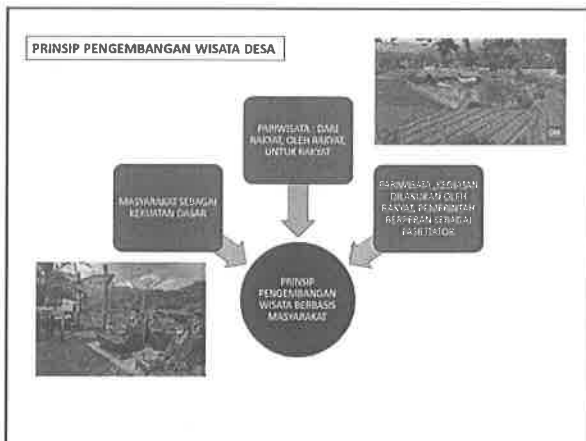 PRINSIP PENGEMBANGAN WISATA DESA
PARIWISATA : DARI
RAKYAT, OLEH RAKYAT,
UNTUK RAKYAT
MASYARAKAT SEBAGAI
KEKUATAN DASAR
PARIWISATA : KEGIATAN
DILAKUKAN OLEH
RAKYAT, PEMERINTAH
BERPERAN SEBAGAI
FASILITATOR
PRINSIP
PENGEMBANGAN
WISATA BERBASIS
MASYARAKAT